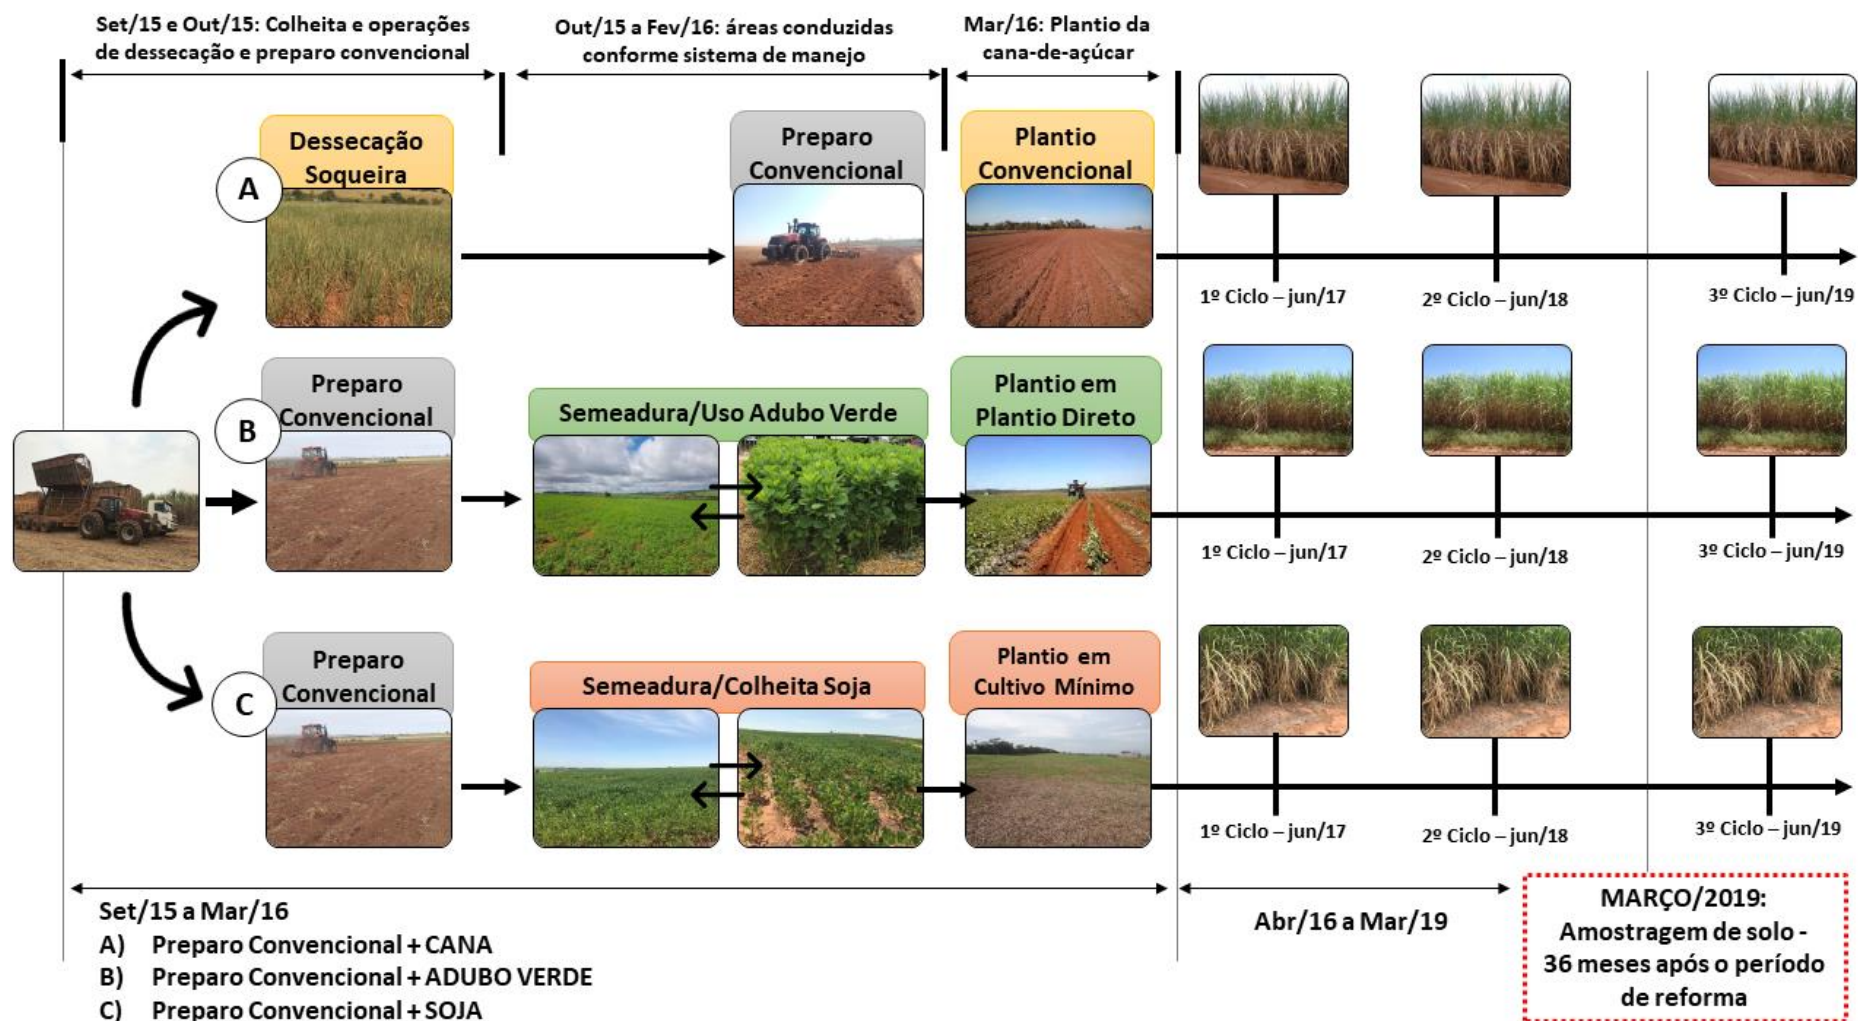 Set/15 e Out/15: Colheita e operações
de dessecação e preparo convencional
Out/15 a Fev/16: áreas conduzidas
conforme sistema de manejo
Mar/16: Plantio da
cana-de-açúcar
A
Dessecação
Soqueira
Preparo
Convencional
Plantio
Convencional
1º Ciclo – jun/17
2º Ciclo – jun/18
3º Ciclo – jun/19
B
Preparo
Convencional
Semeadura/Uso Adubo Verde
Plantio em
Plantio Direto
1º Ciclo – jun/17
2º Ciclo – jun/18
3º Ciclo – jun/19
C
Preparo
Convencional
Semeadura/Colheita Soja
Plantio em
Cultivo Mínimo
1º Ciclo – jun/17
2º Ciclo – jun/18
3º Ciclo – jun/19
Set/15 a Mar/16
A) Preparo Convencional + CANA
B) Preparo Convencional + ADUBO VERDE
C) Preparo Convencional + SOJA
Abr/16 a Mar/19
MARÇO/2019:
Amostragem de solo -
36 meses após o período
de reforma